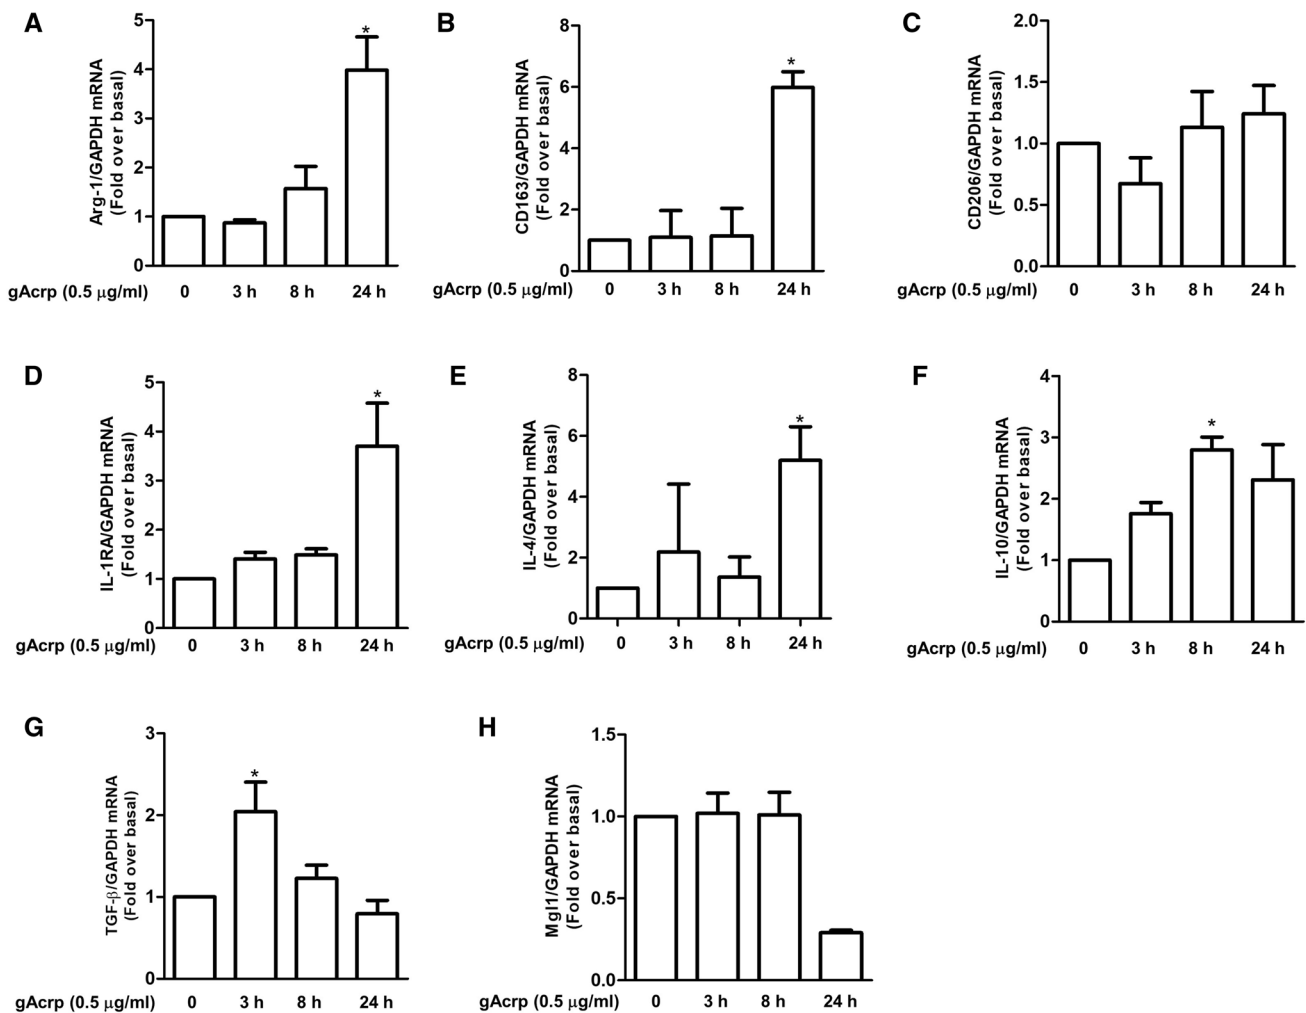 A
Arg-1/GAPDH mRNA
(Fold over basal)
5
4
3
2
1
0
*
gAcrp (0.5 μg/ml) 0 3 h 8 h 24 h
B
CD163/GAPDH mRNA
(Fold over basal)
8
6
4
2
0
*
gAcrp (0.5 μg/ml) 0 3 h 8 h 24 h
C
CD206/GAPDH mRNA
(Fold over basal)
2.0
1.5
1.0
0.5
0.0
gAcrp (0.5 μg/ml) 0 3 h 8 h 24 h
D
IL-1RA/GAPDH mRNA
(Fold over basal)
5
4
3
2
1
0
*
gAcrp (0.5 μg/ml) 0 3 h 8 h 24 h
E
IL-4/GAPDH mRNA
(Fold over basal)
8
6
4
2
0
*
gAcrp (0.5 μg/ml) 0 3 h 8 h 24 h
F
IL-10/GAPDH mRNA
(Fold over basal)
4
3
2
1
0
*
gAcrp (0.5 μg/ml) 0 3 h 8 h 24 h
G
TGF-β/GAPDH mRNA
(Fold over basal)
3
2
1
0
*
gAcrp (0.5 μg/ml) 0 3 h 8 h 24 h
H
Mgl1/GAPDH mRNA
(Fold over basal)
1.5
1.0
0.5
0.0
gAcrp (0.5 μg/ml) 0 3 h 8 h 24 h